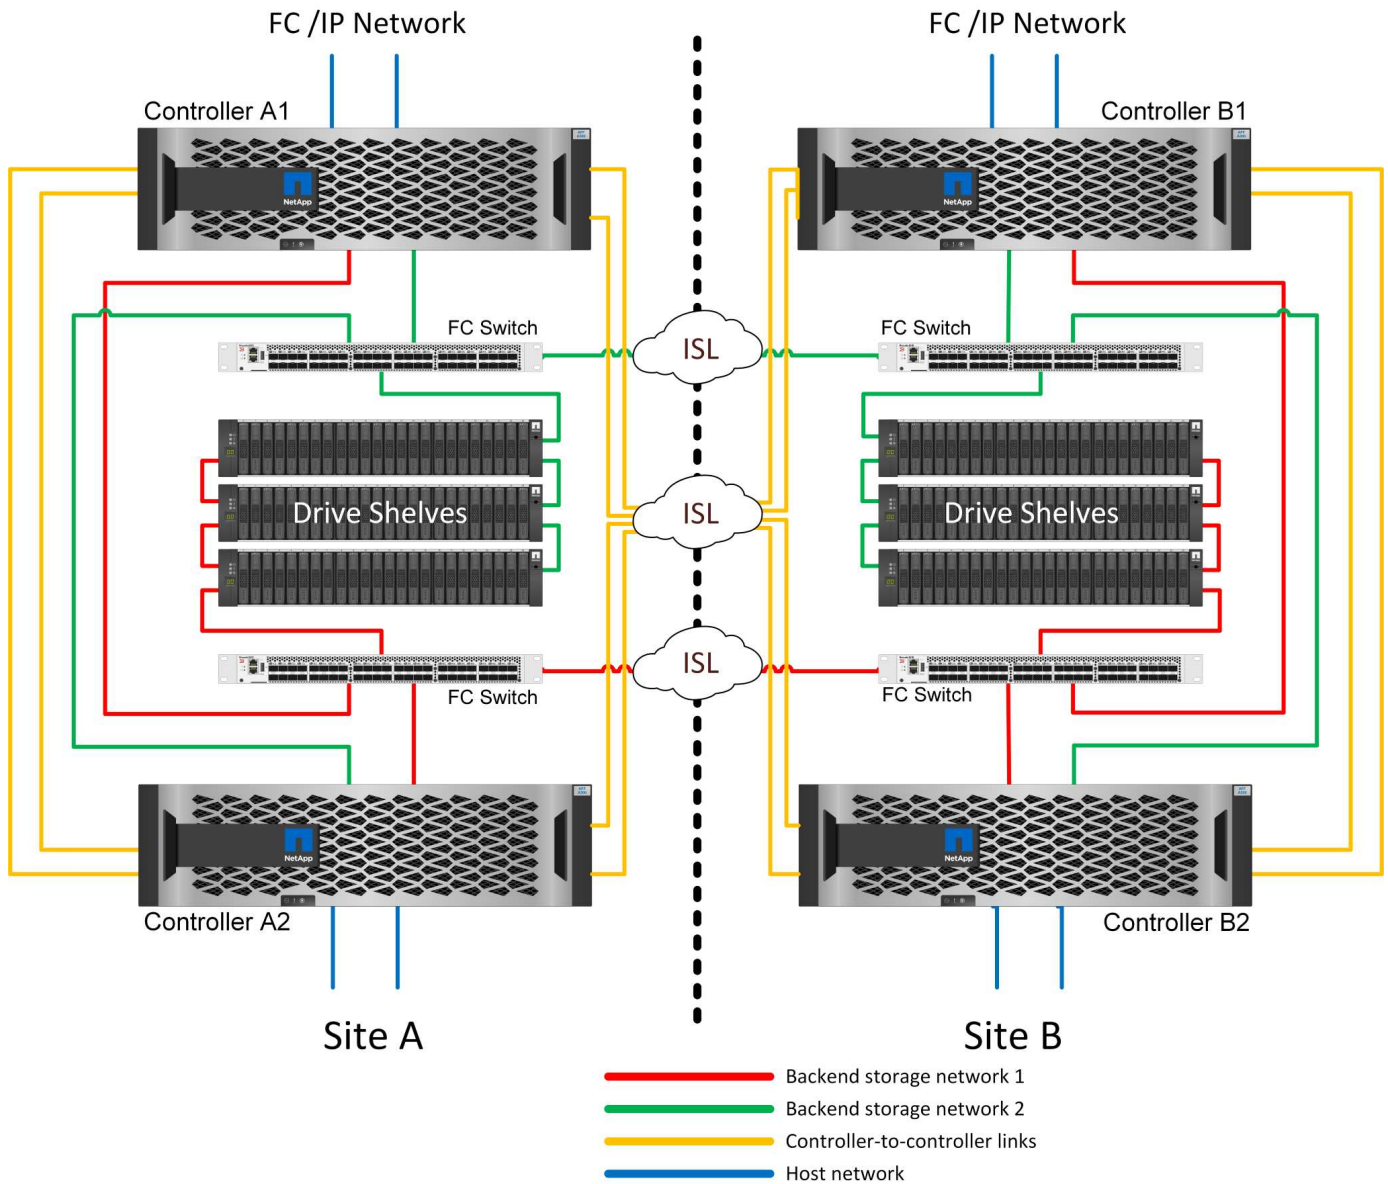 FC /IP Network
FC /IP Network
Controller A1
Controller B1
NetApp
NetApp
FC Switch
ISL
FC Switch
Drive Shelves
ISL
Drive Shelves
ISL
FC Switch
FC Switch
NetApp
NetApp
Controller A2
Controller B2
Site A
Site B
Backend storage network 1
Backend storage network 2
Controller-to-controller links
Host network